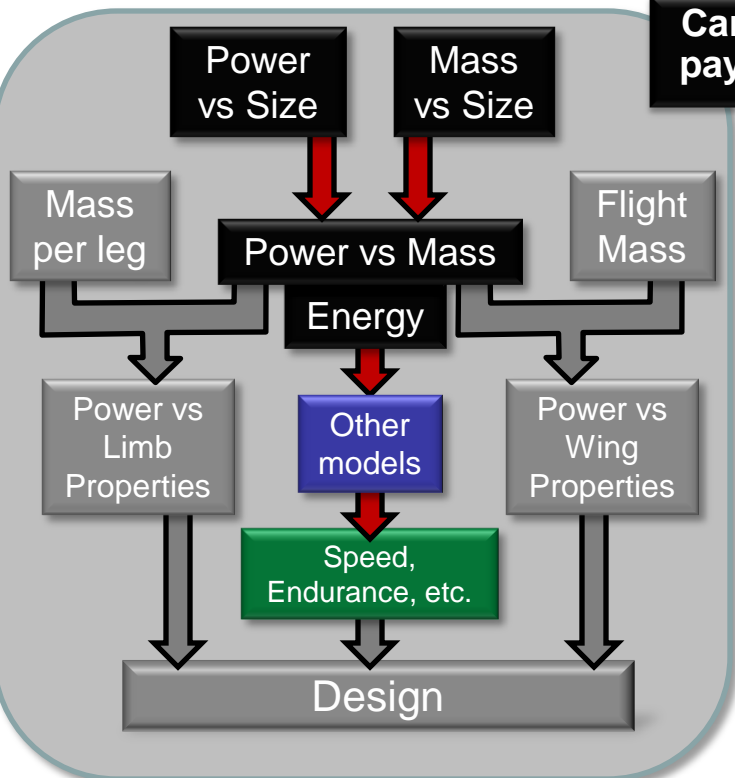 Power
vs Size
Mass
vs Size
Mass
per leg
Flight
Mass
Power vs Mass
Energy
Power vs
Limb
Properties
Other
models
Power vs
Wing
Properties
Speed,
Endurance, etc.
Design